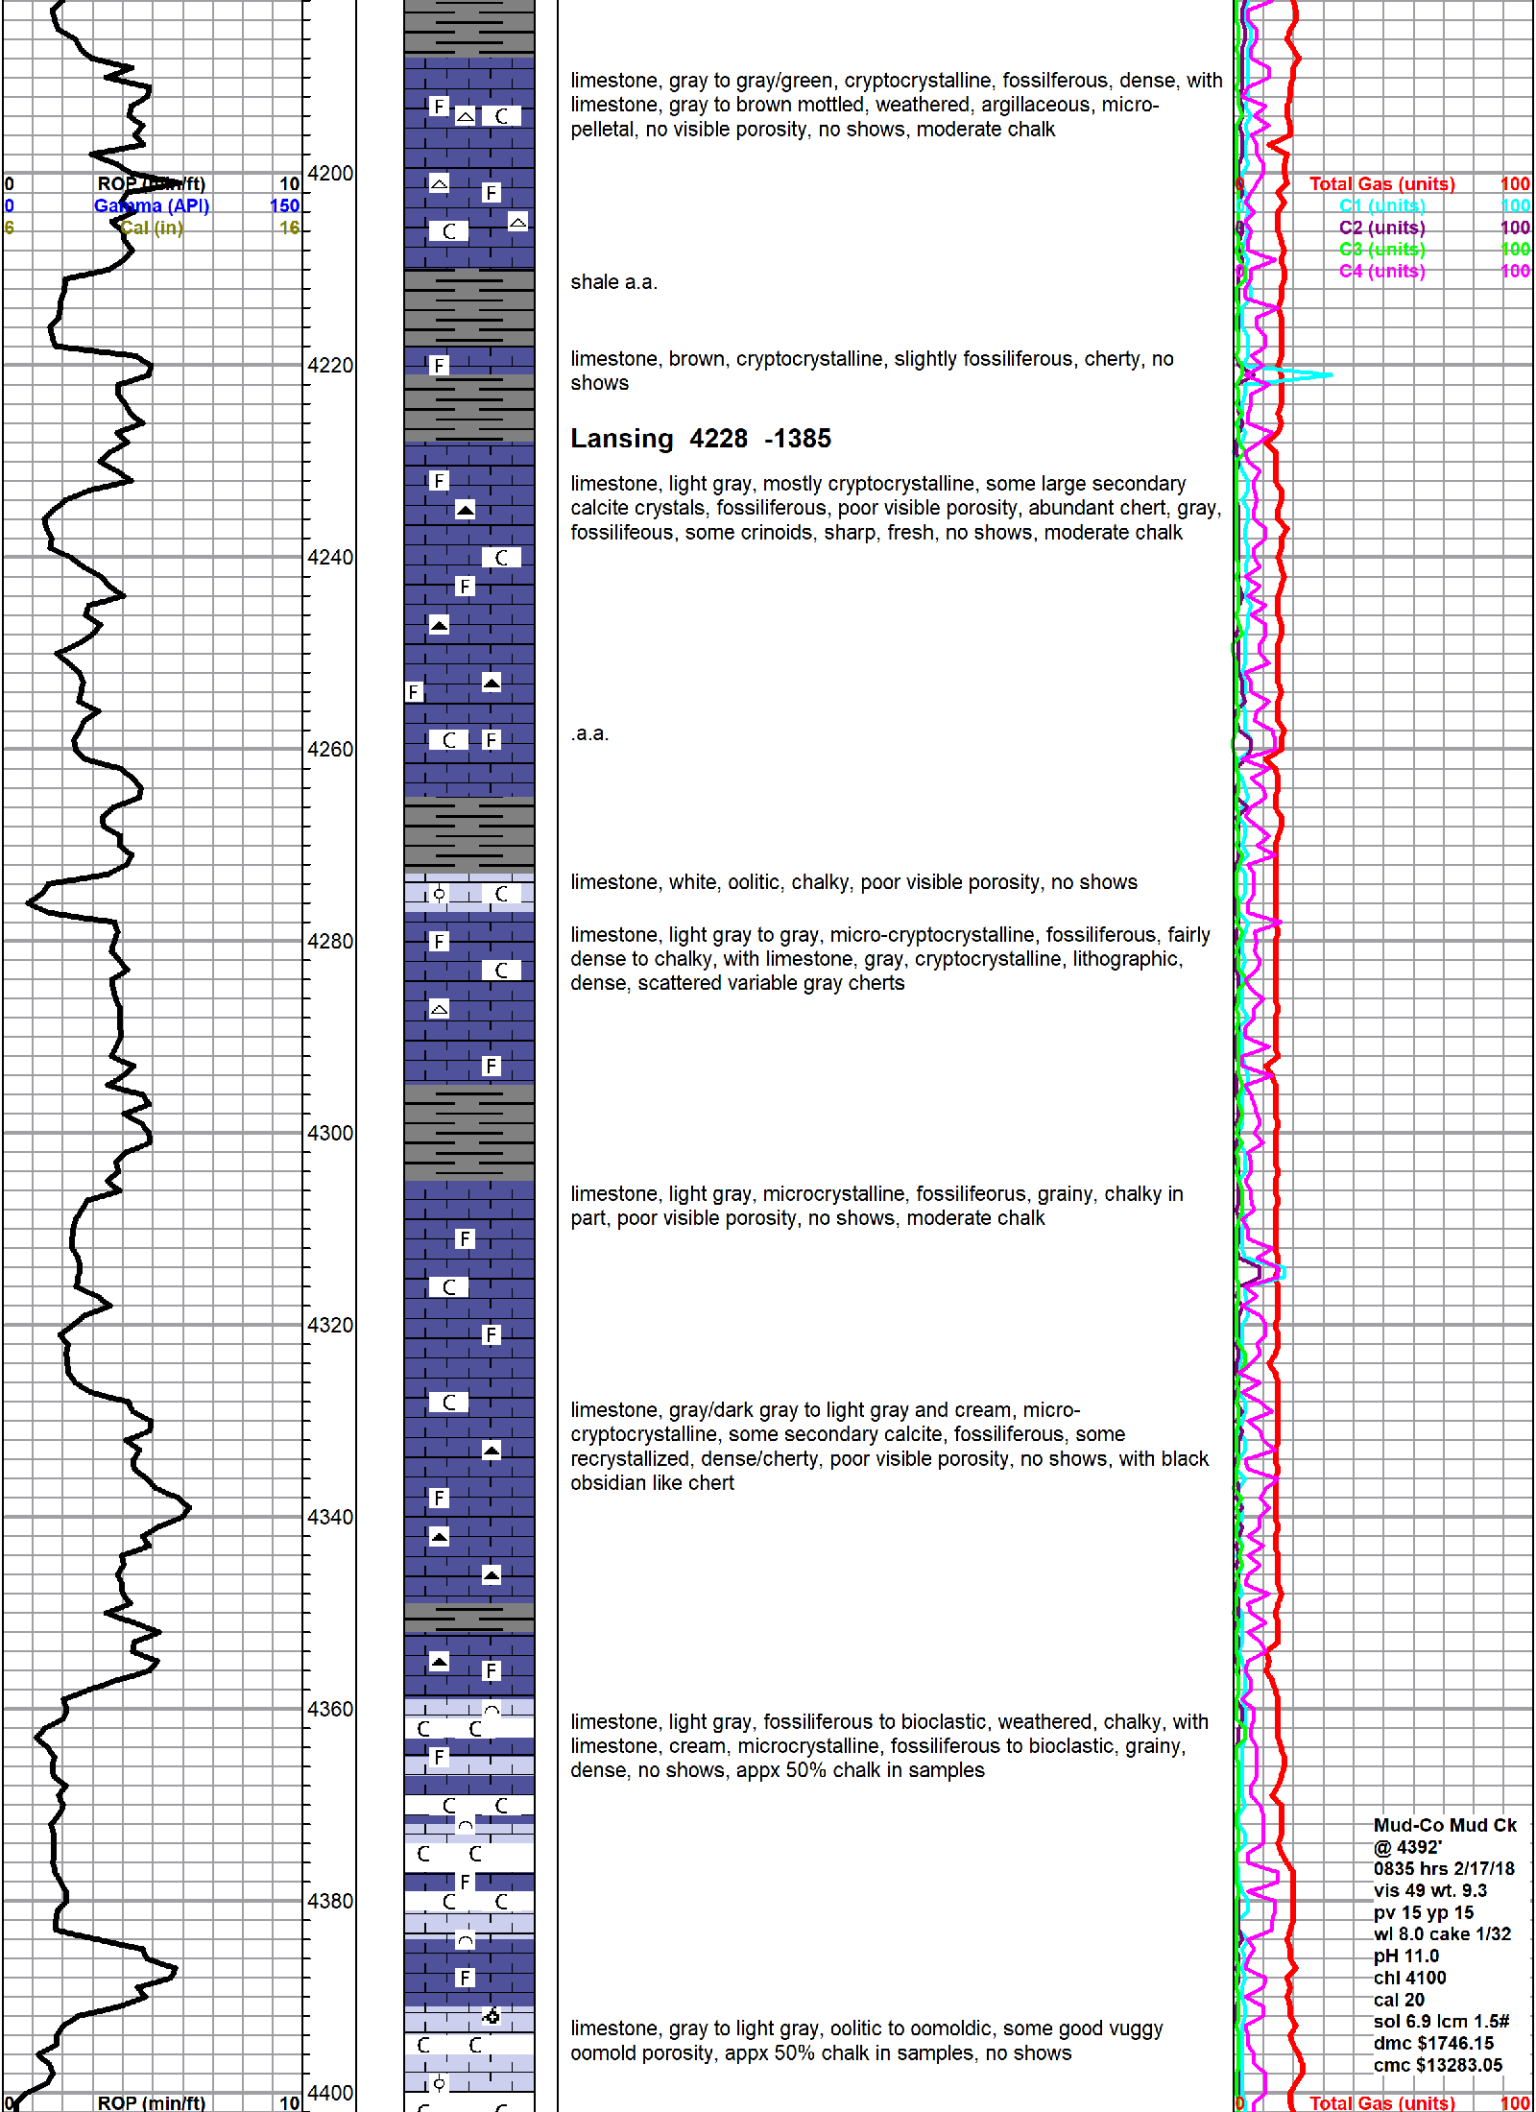 limestone, gray to gray/green, cryptocrystalline, fossilferous, dense, with
limestone, gray to brown mottled, weathered, argillaceous, micro-
pelletal, no visible porosity, no shows, moderate chalk
F
C
4200
0 ROP (min/ft) 10
0 Gamma (API) 150
6 Cal (in) 16
0 Total Gas (units) 100
C1 (units) 100
C2 (units) 100
C3 (units) 100
C4 (units) 100
F
C
shale a.a.
4220
F
limestone, brown, cryptocrystalline, slightly fossiliferous, cherty, no
shows
Lansing 4228 -1385
F
limestone, light gray, mostly cryptocrystalline, some large secondary
calcite crystals, fossiliferous, poor visible porosity, abundant chert, gray,
fossilifeous, some crinoids, sharp, fresh, no shows, moderate chalk
4240
C
F
F
.a.a.
4260
C F
limestone, white, oolitic, chalky, poor visible porosity, no shows
C
4280
F
limestone, light gray to gray, micro-cryptocrystalline, fossiliferous, fairly
dense to chalky, with limestone, gray, cryptocrystalline, lithographic,
dense, scattered variable gray cherts
C
F
4300
limestone, light gray, microcrystalline, fossilifeorus, grainy, chalky in
part, poor visible porosity, no shows, moderate chalk
F
C
4320
F
C
limestone, gray/dark gray to light gray and cream, micro-
cryptocrystalline, some secondary calcite, fossiliferous, some
recrystallized, dense/cherty, poor visible porosity, no shows, with black
obsidian like chert
F
4340
F
4360
C C
F
limestone, light gray, fossiliferous to bioclastic, weathered, chalky, with
limestone, cream, microcrystalline, fossiliferous to bioclastic, grainy,
dense, no shows, appx 50% chalk in samples
C C
C C
F
4380
C C
F
Mud-Co Mud Ck
@ 4392'
0835 hrs 2/17/18
vis 49 wt. 9.3
pv 15 yp 15
wl 8.0 cake 1/32
pH 11.0
chl 4100
cal 20
sol 6.9 lcm 1.5#
dmc $1746.15
cmc $13283.05
limestone, gray to light gray, oolitic to oomoldic, some good vuggy
oomold porosity, appx 50% chalk in samples, no shows
C C
4400
C C
0 ROP (min/ft) 10
0 Total Gas (units) 100